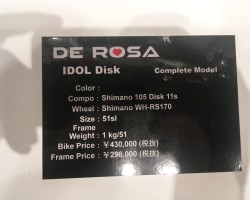 DE ROSA
IDOL Disk Complete Model
Color :
Compo : Shimano 105 Disk 11s
Wheel : Shimano WH-RS170
Size : 51sl
Frame
Weight : 1 kg/51
Bike Price : ¥430,000 (税抜)
Frame Price : ¥298,000 (税抜)